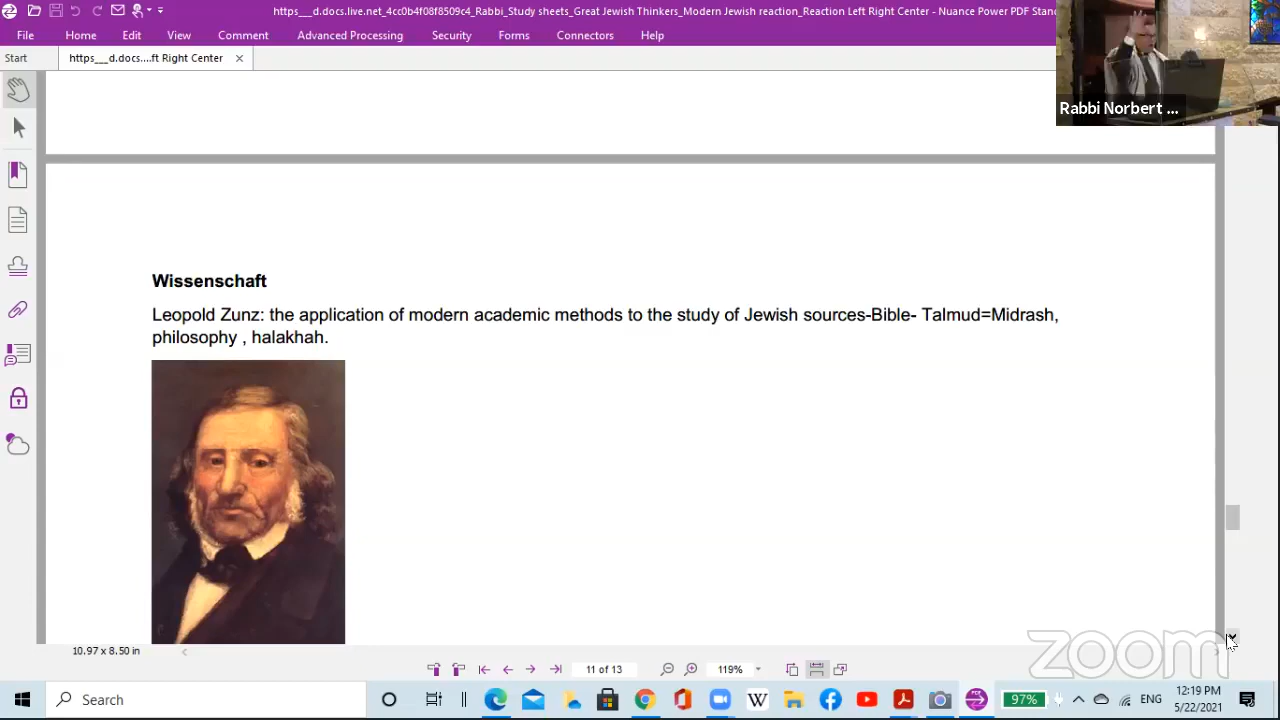 https___d.docs.live.net_4cc0b4f08f8509c4_Rabbi_Study sheets_Great Jewish Thinkers_Modern Jewish reaction_Reaction Left Right Center - Nuance Power PDF Stan
File Home Edit View Comment Advanced Processing Security Forms Connectors Help
Start https___d.docs....ft Right Center
Rabbi Norbert ...
Wissenschaft
Leopold Zunz: the application of modern academic methods to the study of Jewish sources-Bible- Talmud=Midrash,
philosophy , halakhah.
zoom
10.97 x 8.50 in
11 of 13 119%
Search 97% ENG 12:19 PM
5/22/2021